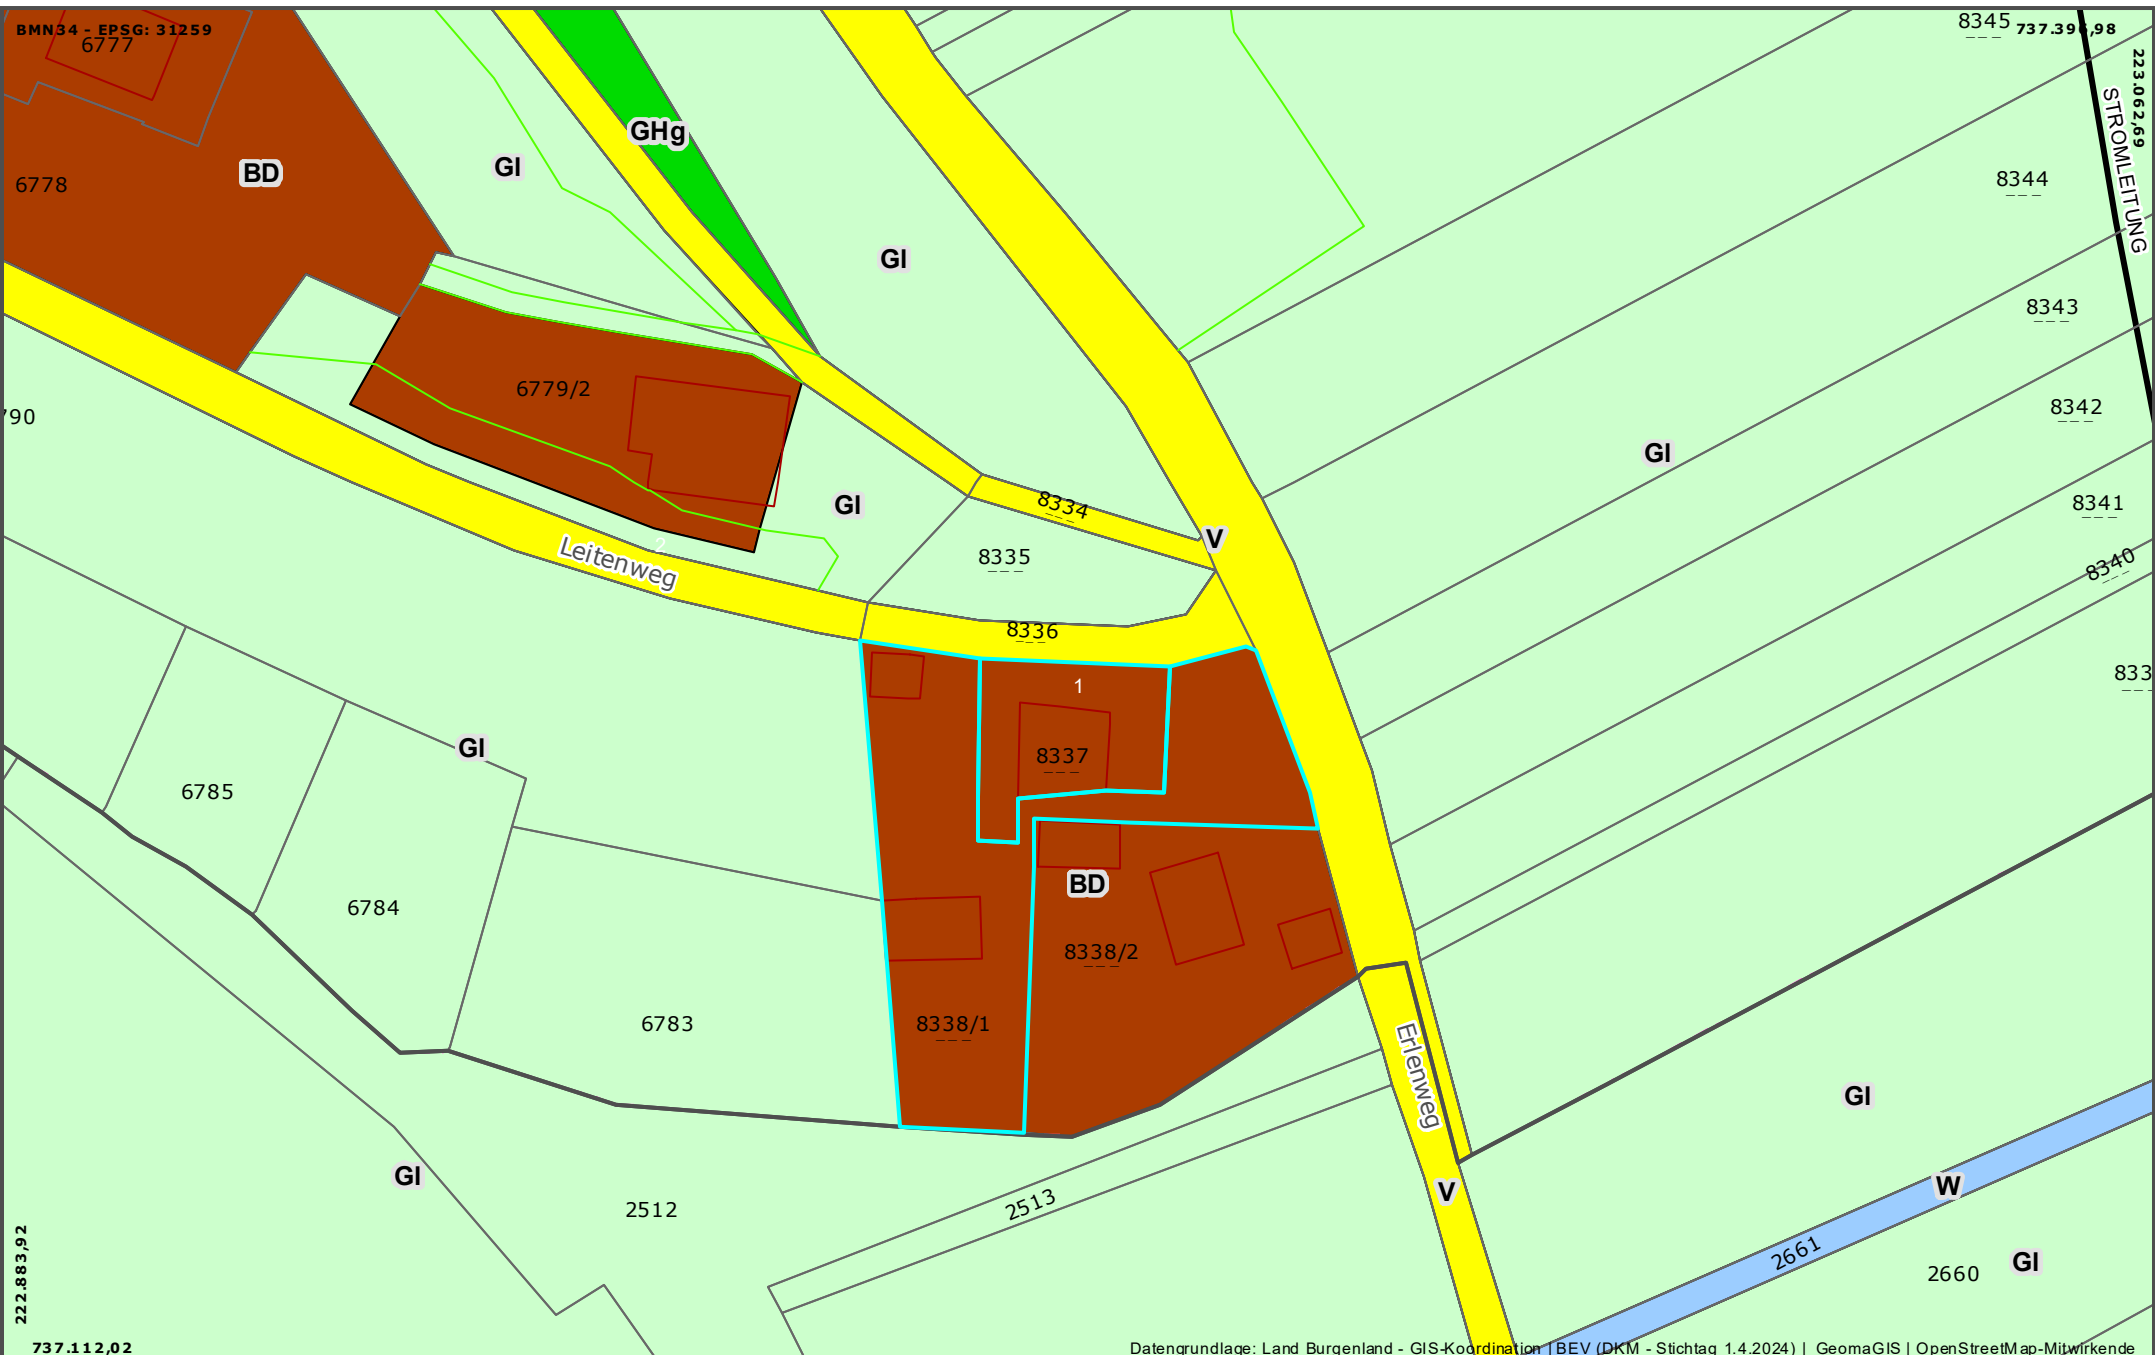 BMN34 - EPSG: 31259
6777
8345
737.396,98
223.062,69
STROMLEITUNG
GHg
BD
GI
6778
8344
GI
8343
6779/2
790
8342
GI
GI
8341
8334
V
8335
8340
Leitenweg
2
8336
833
1
GI
8337
6785
BD
6784
8338/2
6783
8338/1
Erlenweg
GI
GI
2512
2513
V
W
2661
2660
GI
222.883,92
737.112,02
Datengrundlage: Land Burgenland - GIS-Koordination | BEV (DKM - Stichtag 1.4.2024) | GeomaGIS | OpenStreetMap-Mitwirkende